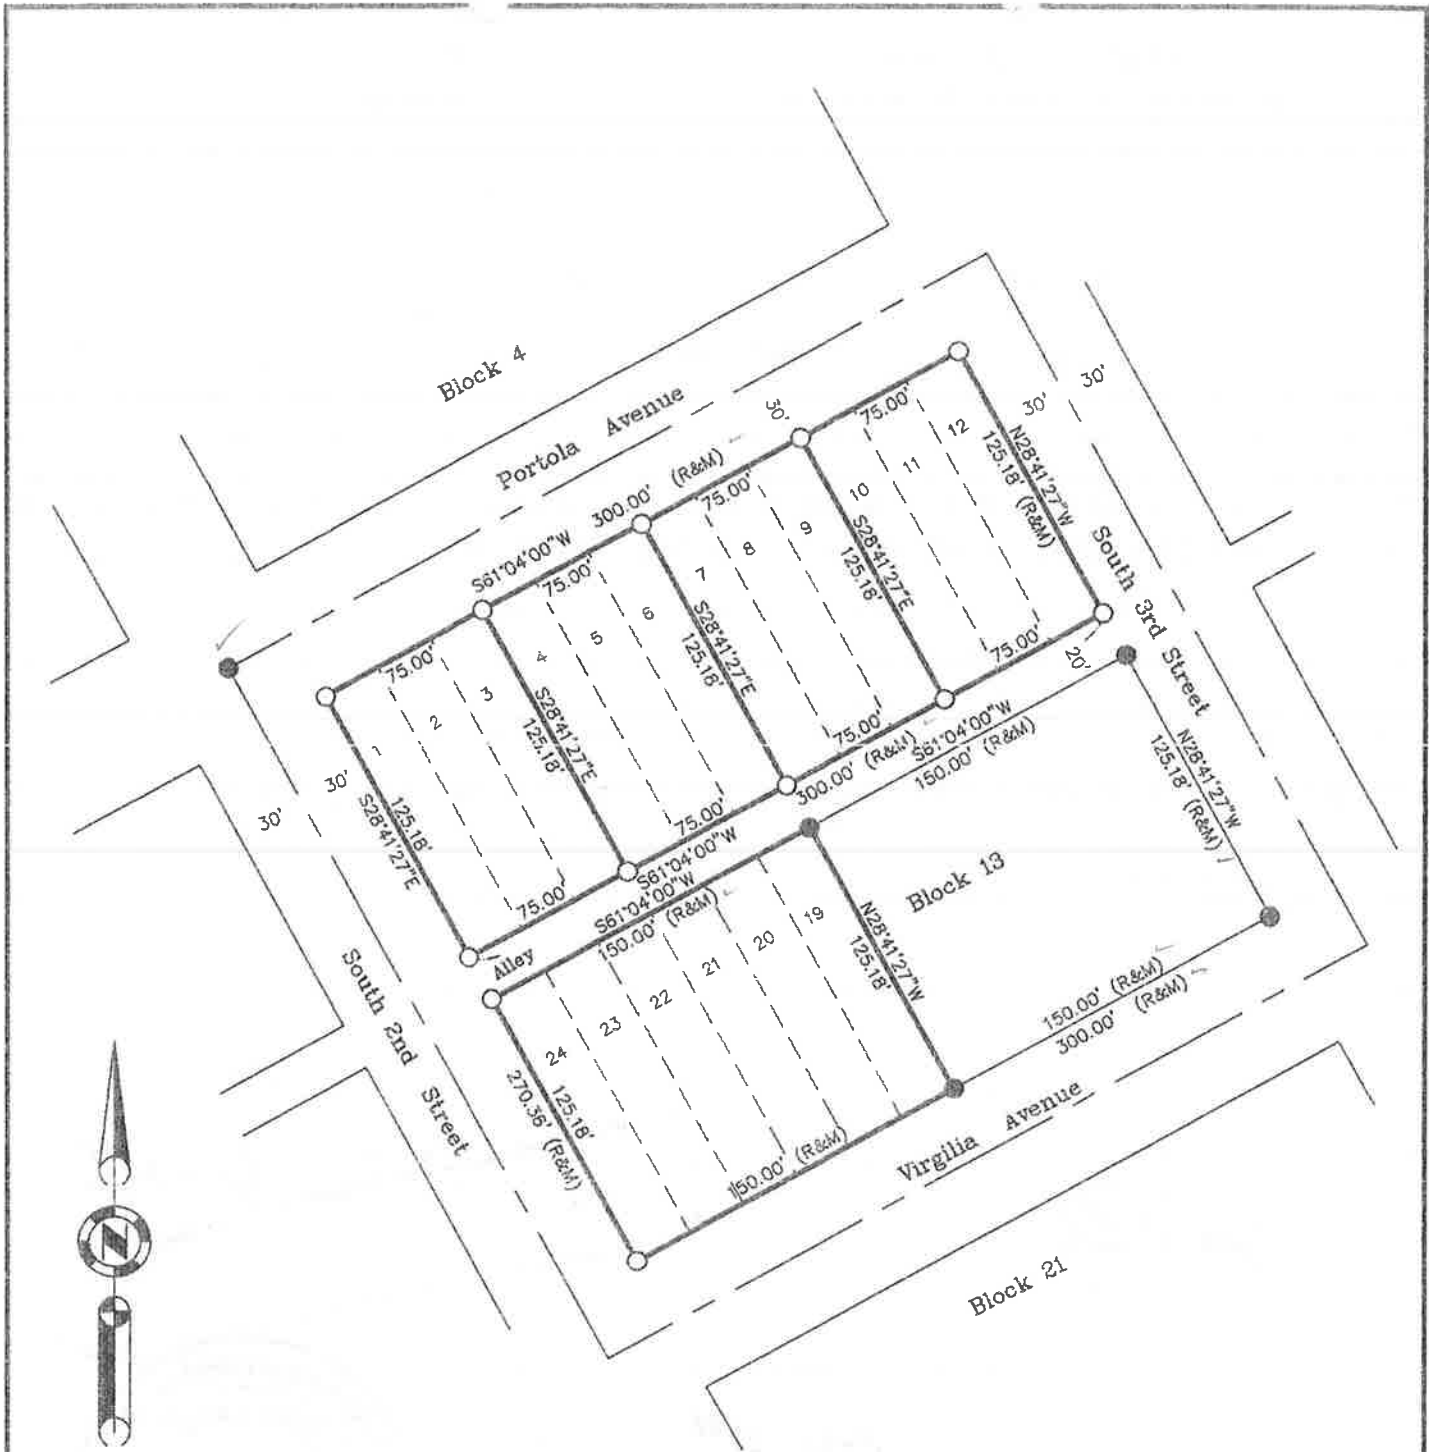 Block 4
Portola Avenue
30'
75.00'
12
30'
30'
N28°41'27"W
125.18' (R&M)
S61°04'00"W
300.00' (R&M)
75.00'
10
11
75.00'
7
8
9
S28°41'27"E
125.18'
South 3rd Street
75.00'
4
5
6
S28°41'27"E
125.18'
75.00'
20'
1
2
3
S28°41'27"E
125.18'
75.00'
30'
30'
125.18'
S28°41'27"E
75.00'
S61°04'00"W
300.00' (R&M)
S61°04'00"W
150.00' (R&M)
N28°41'27"W
125.18' (R&M)
75.00'
Alley
S61°04'00"W
150.00' (R&M)
Block 13
19
20
21
22
23
24
N28°41'27"W
125.18'
South 2nd Street
125.18'
270.36' (R&M)
150.00' (R&M)
150.00' (R&M)
300.00' (R&M)
Virgilia Avenue
Block 21
N